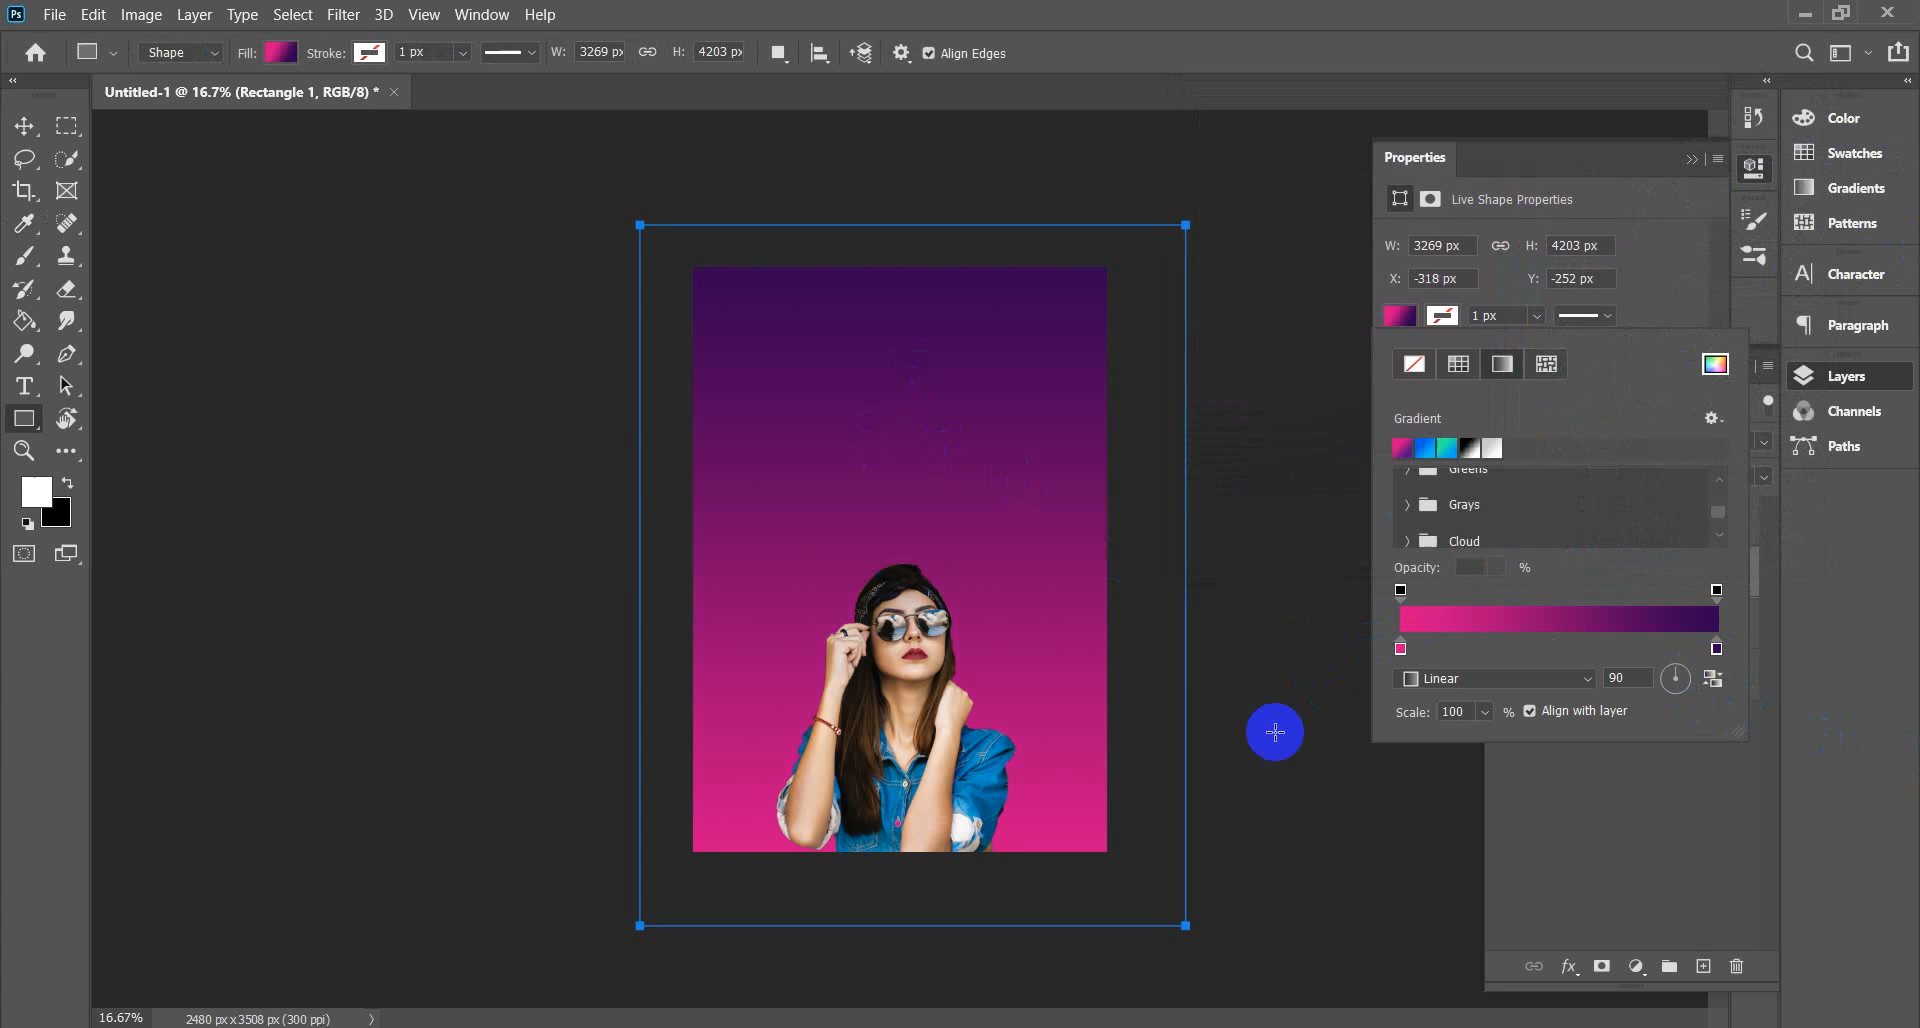 Ps File Edit Image Layer Type Select Filter 3D View Window Help
Shape Fill: Stroke: 1 px W: 3269 px H: 4203 px Align Edges
Untitled-1 @ 16.7% (Rectangle 1, RGB/8) *
Properties
Live Shape Properties
W: 3269 px H: 4203 px
X: -318 px Y: -252 px
1 px
Gradient
Greens
Grays
Cloud
Opacity: %
Linear 90
Scale: 100 % Align with layer
fx
Color
Swatches
Gradients
Patterns
Character
Paragraph
Layers
Channels
Paths
16.67% 2480 px x 3508 px (300 ppi)